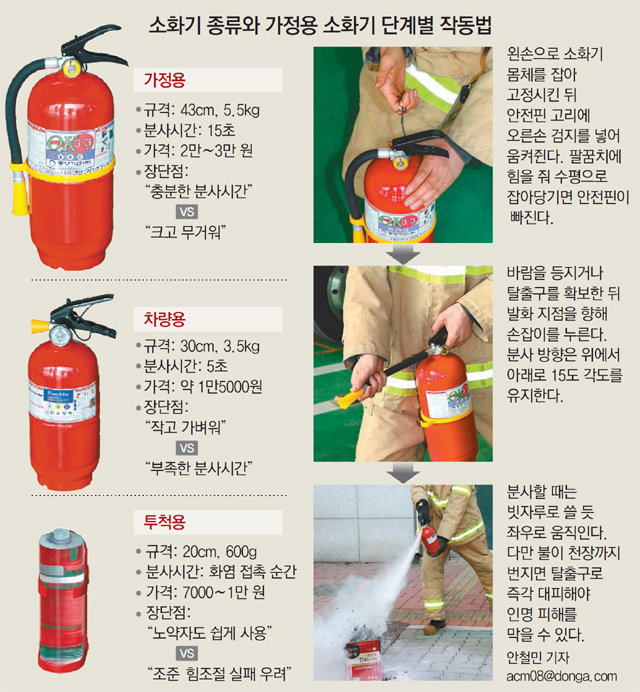 소화기 종류와 가정용 소화기 단계별 작동법
가정용
• 규격: 43cm, 5.5kg
• 분사시간: 15초
• 가격: 2만~3만 원
• 장단점:
“충분한 분사시간”
VS
“크고 무거워”
차량용
• 규격: 30cm, 3.5kg
• 분사시간: 5초
• 가격: 약 1만5000원
• 장단점:
“작고 가벼워”
VS
“부족한 분사시간”
투척용
• 규격: 20cm, 600g
• 분사시간: 화염 접촉 순간
• 가격: 7000~1만 원
• 장단점:
“노약자도 쉽게 사용”
VS
“조준 힘조절 실패 우려”
왼손으로 소화기
몸체를 잡아
고정시킨 뒤
안전핀 고리에
오른손 검지를 넣어
움켜쥔다. 팔꿈치에
힘을 줘 수평으로
잡아당기면 안전핀이
빠진다.
바람을 등지거나
탈출구를 확보한 뒤
발화 지점을 향해
손잡이를 누른다.
분사 방향은 위에서
아래로 15도 각도를
유지한다.
분사할 때는
빗자루로 쓸 듯
좌우로 움직인다.
다만 불이 천장까지
번지면 탈출구로
즉각 대피해야
인명 피해를
막을 수 있다.
안철민 기자
acm08@donga.com